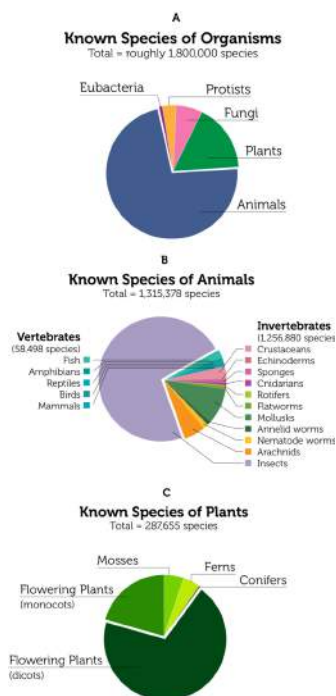 A
Known Species of Organisms
Total = roughly 1,800,000 species
Eubacteria
Protists
Fungi
Plants
Animals
B
Known Species of Animals
Total = 1,315,378 species
Vertebrates
(58,498 species)
Fish
Amphibians
Reptiles
Birds
Mammals
Invertebrates
(1,256,880 species
Crustaceans
Echinoderms
Sponges
Cnidarians
Rotifers
Flatworms
Mollusks
Annelid worms
Nematode worms
Arachnids
Insects
C
Known Species of Plants
Total = 287,655 species
Mosses
Ferns
Conifers
Flowering Plants
(monocots)
Flowering Plants
(dicots)